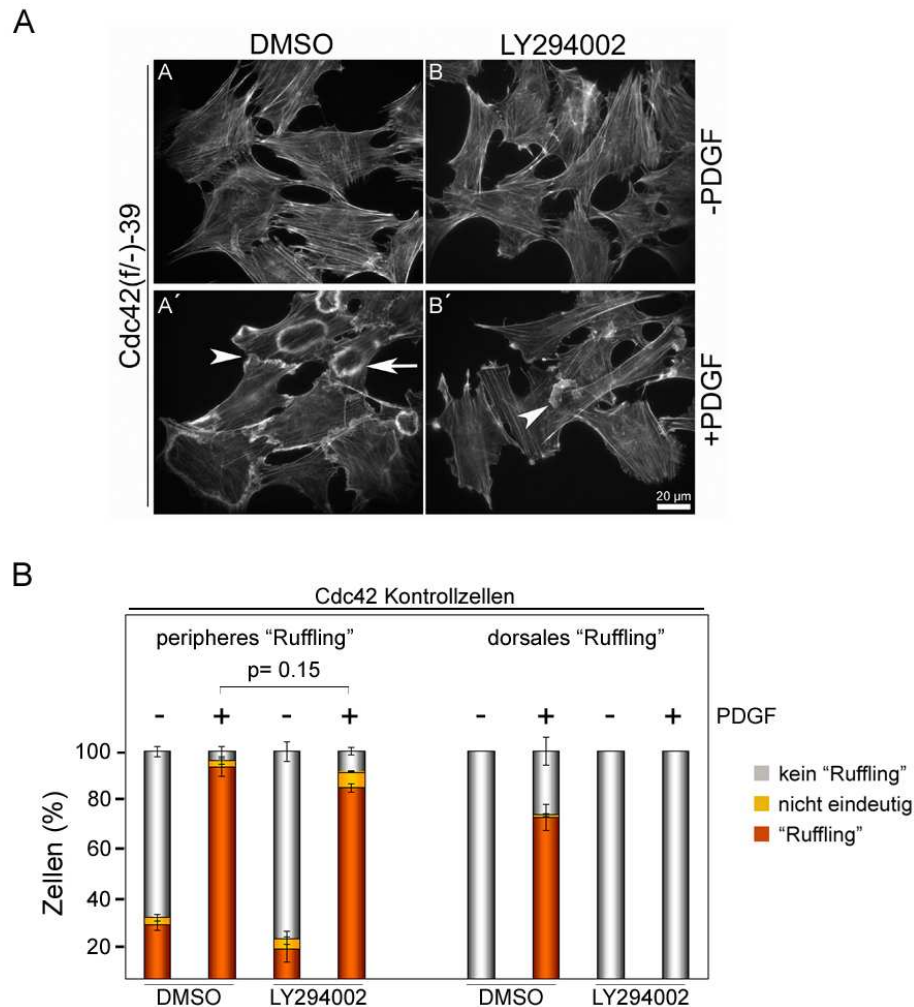 A
DMSO LY294002
A B
Cdc42(f/-)-39
-PDGF
A´ B´
+PDGF
20 µm
B
Cdc42 Kontrollzellen
peripheres “Ruffling” dorsales “Ruffling”
p= 0.15
- + - + - + - + PDGF
Zellen (%)
100
80
60
40
20
kein “Ruffling”
nicht eindeutig
“Ruffling”
DMSO LY294002 DMSO LY294002